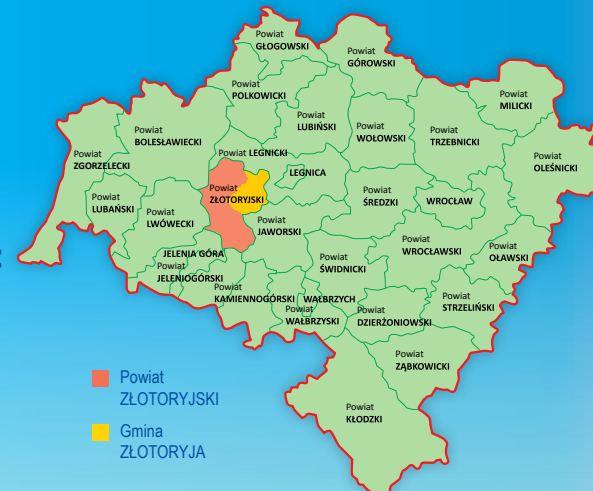 Powiat
GŁOGOWSKI
Powiat
GÓROWSKI
Powiat
POLKOWICKI
Powiat
MILICKI
Powiat
LUBIŃSKI
Powiat
BOLESŁAWIECKI
Powiat
WOŁOWSKI
Powiat
TRZEBNICKI
Powiat
ZGORZELECKI
Powiat LEGNICKI
Powiat
OLEŚNICKI
LEGNICA
Powiat
ZŁOTORYJSKI
Powiat
LUBAŃSKI
Powiat
LWÓWECKI
Powiat
ŚREDZKI
WROCŁAW
Powiat
JAWORSKI
Powiat
WROCŁAWSKI
Powiat
OŁAWSKI
JELENIA GÓRA
Powiat
JELENIOGÓRSKI
Powiat
ŚWIDNICKI
Powiat
KAMIENNOGÓRSKI
WAŁBRZYCH
Powiat
STRZELIŃSKI
Powiat
WAŁBRZYSKI
Powiat
DZIERŻONIOWSKI
Powiat
ZĄBKOWICKI
Powiat
KŁODZKI
Powiat
ZŁOTORYJSKI
Gmina
ZŁOTORYJA